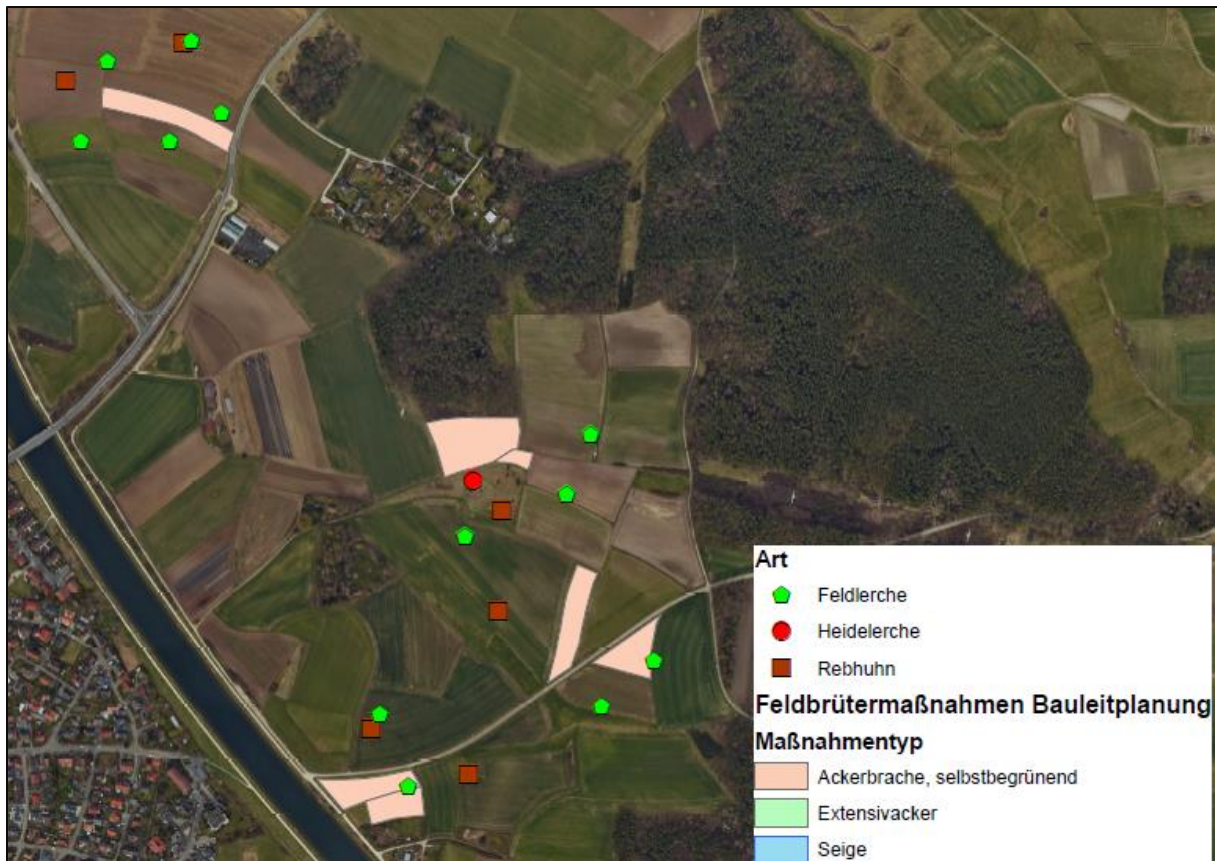 Art
Feldlerche
Heidelerche
Rebhuhn
Feldbrütermaßnahmen Bauleitplanung
Maßnahmentyp
Ackerbrache, selbstbegrünend
Extensivacker
Seige